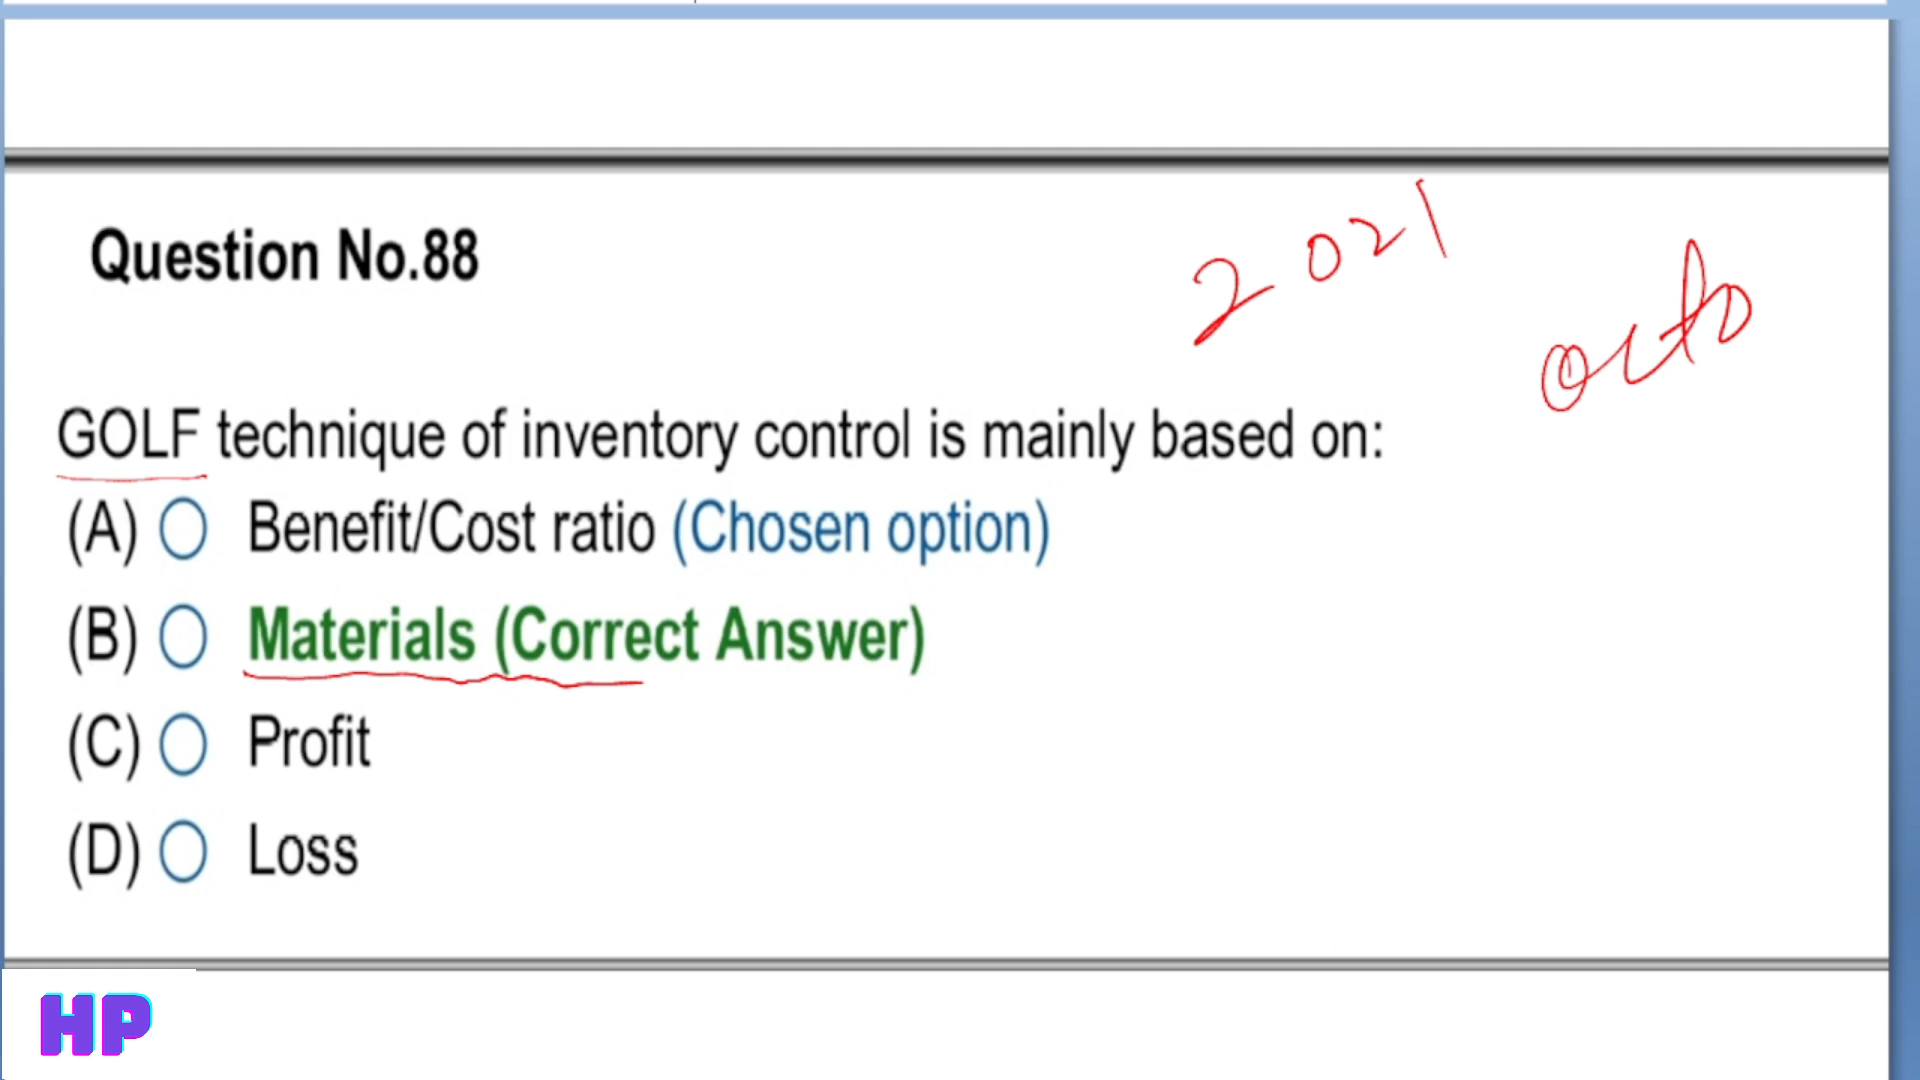 Question No.88
2021
octo
GOLF technique of inventory control is mainly based on:
(A) Benefit/Cost ratio (Chosen option)
(B) Materials (Correct Answer)
(C) Profit
(D) Loss
HP